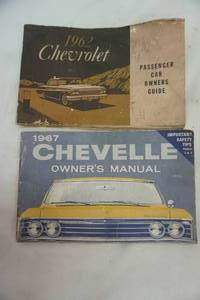 1962
Chevrolet
PASSENGER
CAR
OWNERS
GUIDE
1967
CHEVELLE
OWNER'S MANUAL
IMPORTANT
SAFETY
TIPS